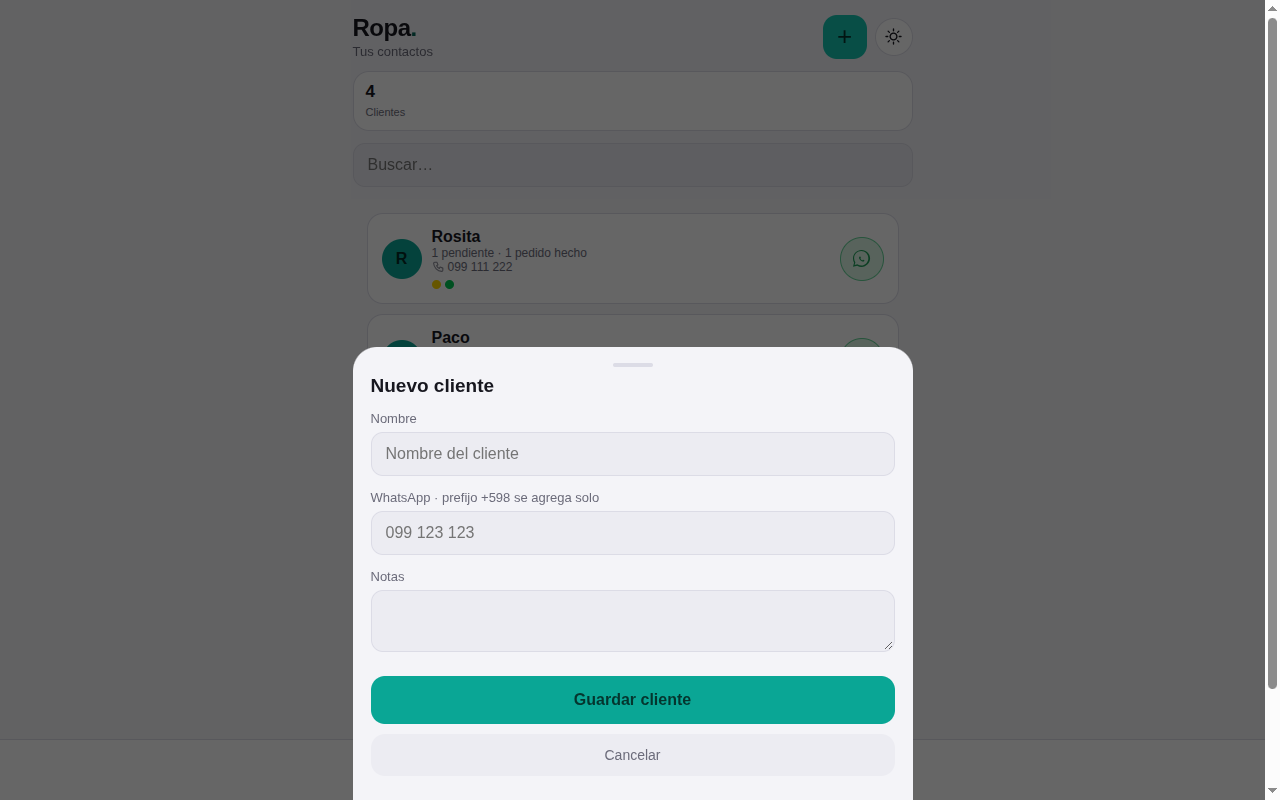 Ropa.
Tus contactos
+
4
Clientes
Buscar…
R
Rosita
1 pendiente · 1 pedido hecho
099 111 222
Paco
Nuevo cliente
Nombre
Nombre del cliente
WhatsApp · prefijo +598 se agrega solo
099 123 123
Notas
Guardar cliente
Cancelar